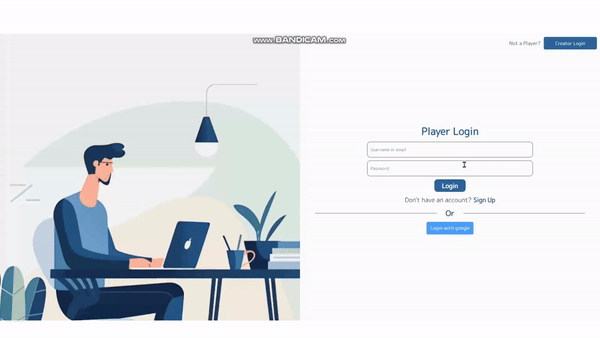 www.BANDICAM.com
Not a Player? Creator Login
Player Login
Username or email
Password
Login
Don't have an account? Sign Up
Or
Login with google